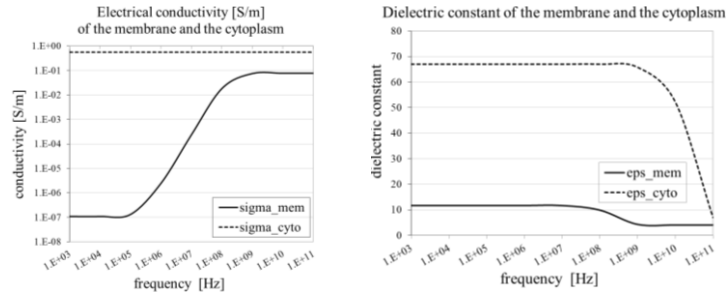 Electrical conductivity [S/m]
of the membrane and the cytoplasm
1.E+00
1.E-01
1.E-02
1.E-03
1.E-04
1.E-05
1.E-06
1.E-07
1.E-08
conductivity [S/m]
sigma_mem
sigma_cyto
1.E+03
1.E+04
1.E+05
1.E+06
1.E+07
1.E+08
1.E+09
1.E+10
1.E+11
frequency [Hz]
Dielectric constant of the membrane and the cytoplasm
80
70
60
50
40
30
20
10
0
dielectric constant
eps_mem
eps_cyto
1.E+03
1.E+04
1.E+05
1.E+06
1.E+07
1.E+08
1.E+09
1.E+10
1.E+11
frequency [Hz]